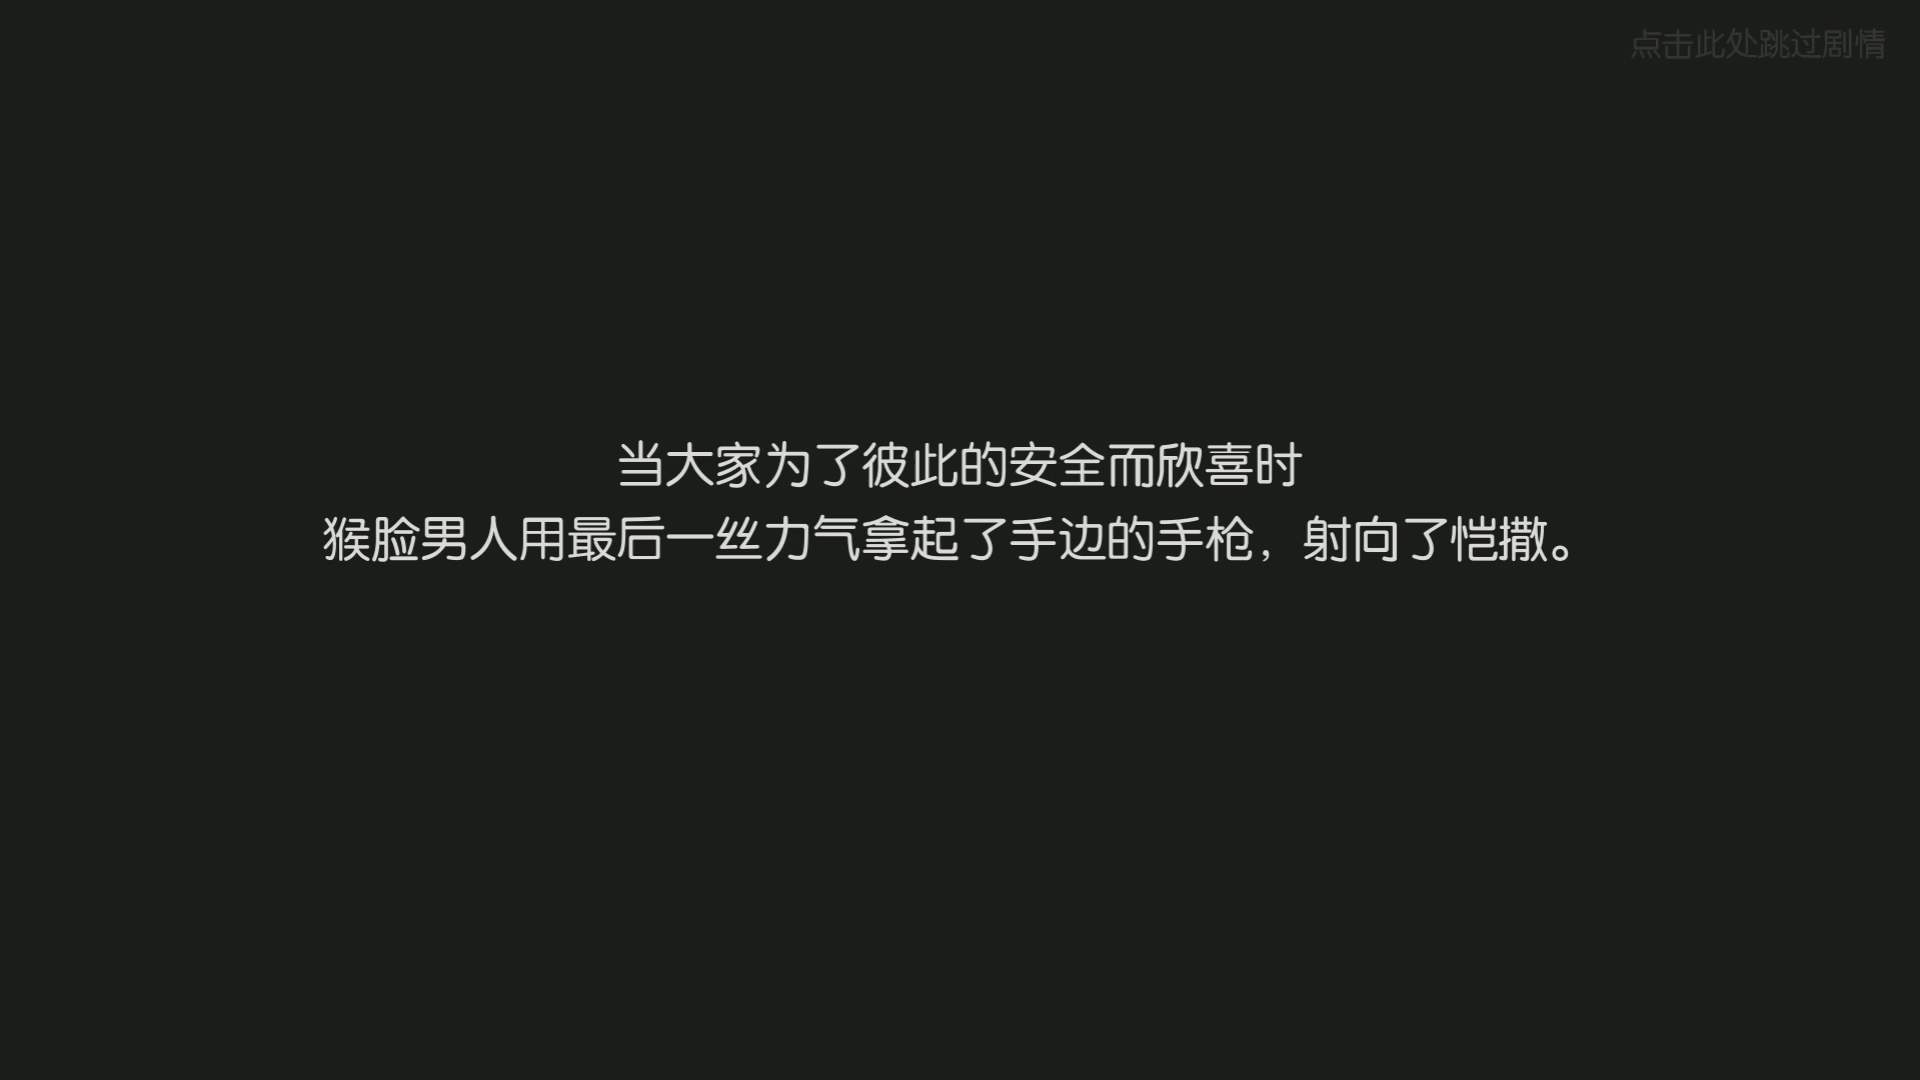 点击此处跳过剧情
当大家为了彼此的安全而欣喜时
猴脸男人用最后一丝力气拿起了手边的手枪，射向了恺撒。